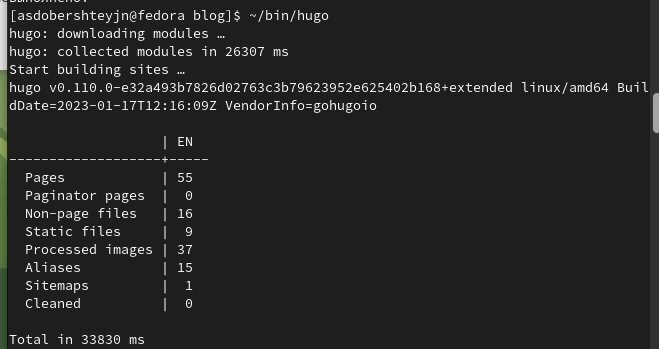 [asdobershteyjn@fedora blog]$ ~/bin/hugo
hugo: downloading modules …
hugo: collected modules in 26307 ms
Start building sites …
hugo v0.110.0-e32a493b7826d02763c3b79623952e625402b168+extended linux/amd64 Buil
dDate=2023-01-17T12:16:09Z VendorInfo=gohugoio
                   | EN
-------------------+-----
  Pages            | 55
  Paginator pages  |  0
  Non-page files   | 16
  Static files     |  9
  Processed images | 37
  Aliases          | 15
  Sitemaps         |  1
  Cleaned          |  0
Total in 33830 ms